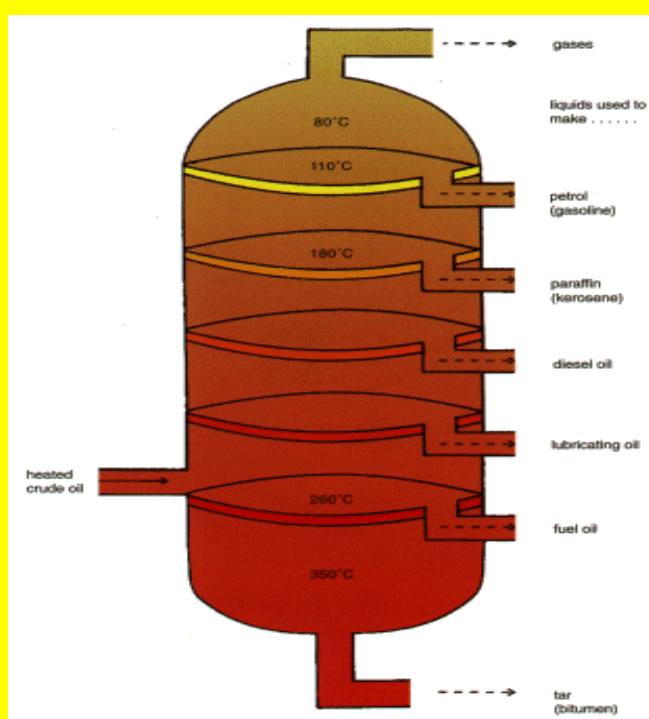 gases
80°C
liquids used to
make . . . . . .
110°C
petrol
(gasoline)
180°C
paraffin
(kerosene)
diesel oil
lubricating oil
heated
crude oil
260°C
fuel oil
350°C
tar
(bitumen)